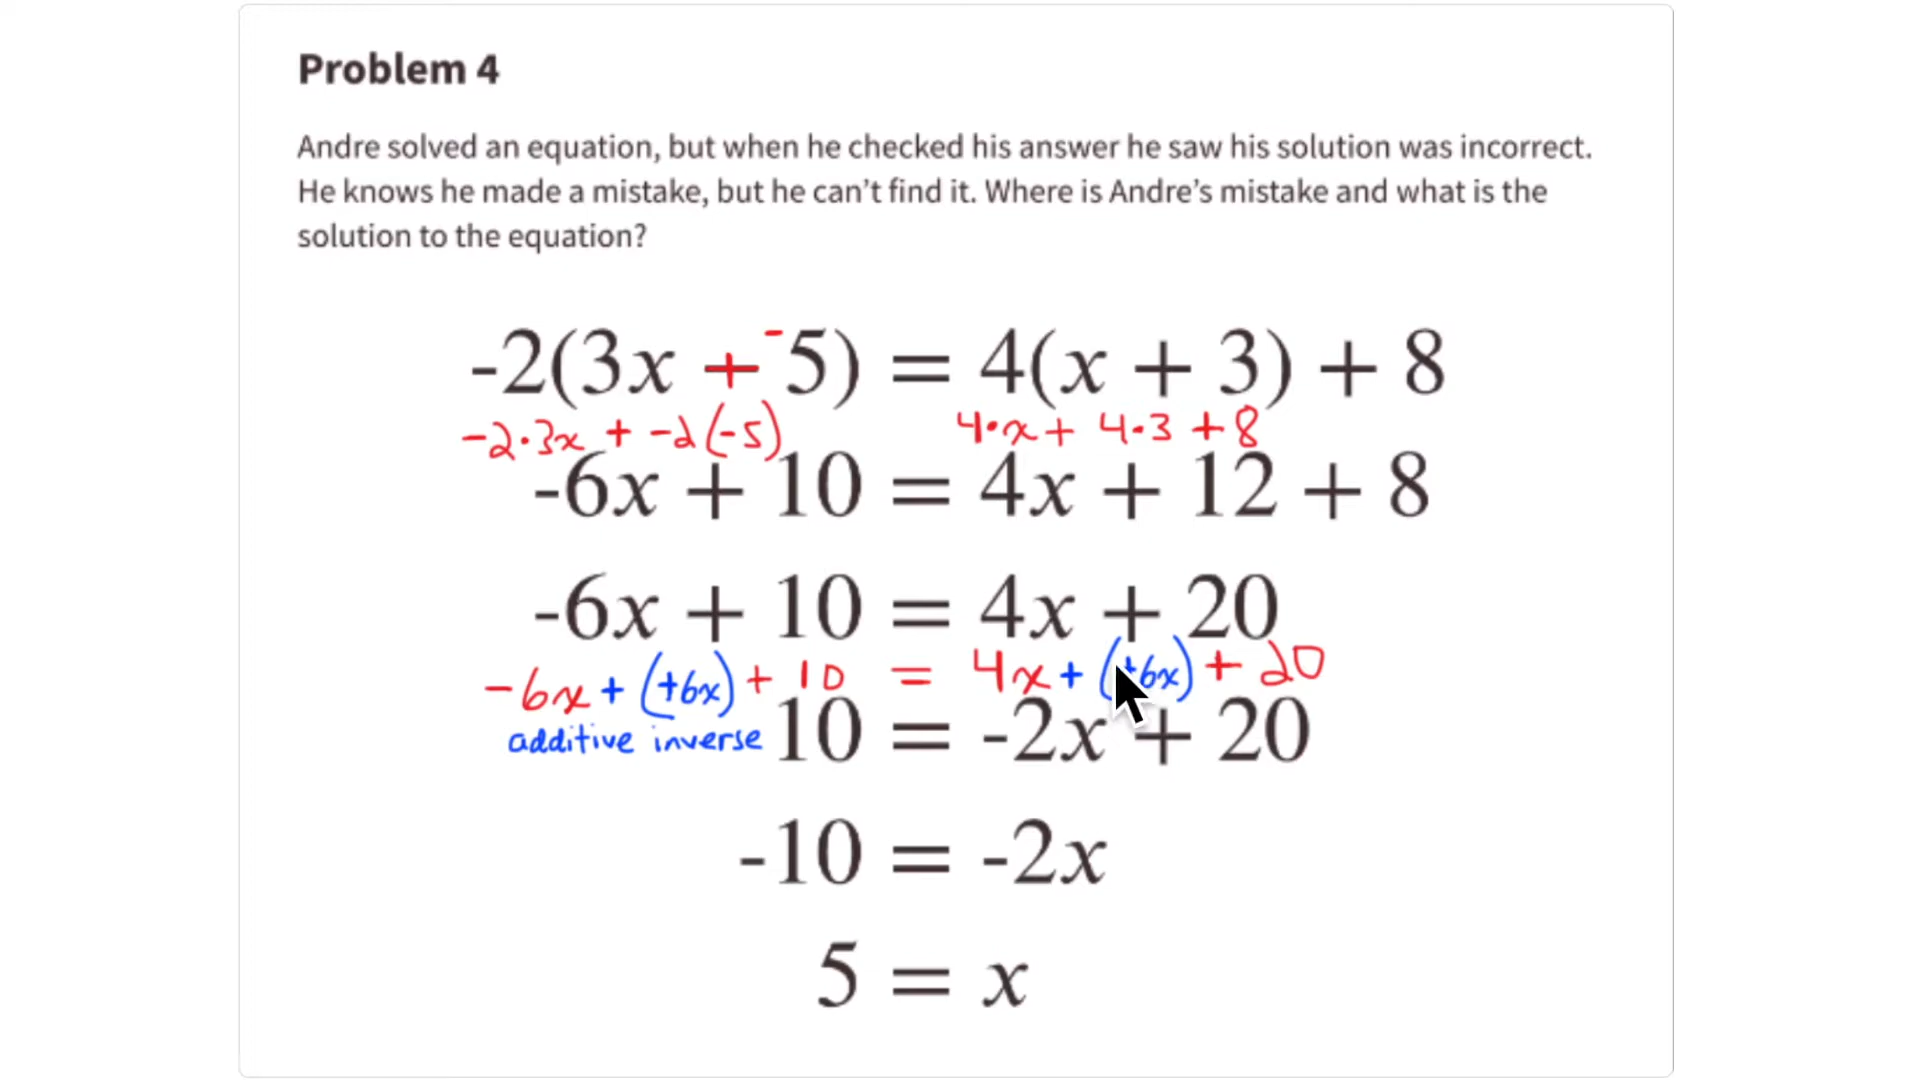 Problem 4
Andre solved an equation, but when he checked his answer he saw his solution was incorrect.
He knows he made a mistake, but he can't find it. Where is Andre's mistake and what is the
solution to the equation?
-2(3x + -5) = 4(x + 3) + 8
-2•3x + -2(-5) 4•x + 4•3 + 8
-6x + 10 = 4x + 12 + 8
-6x + 10 = 4x + 20
-6x + (+6x) + 10 = 4x + (+6x) + 20
additive inverse 10 = -2x + 20
-10 = -2x
5 = x